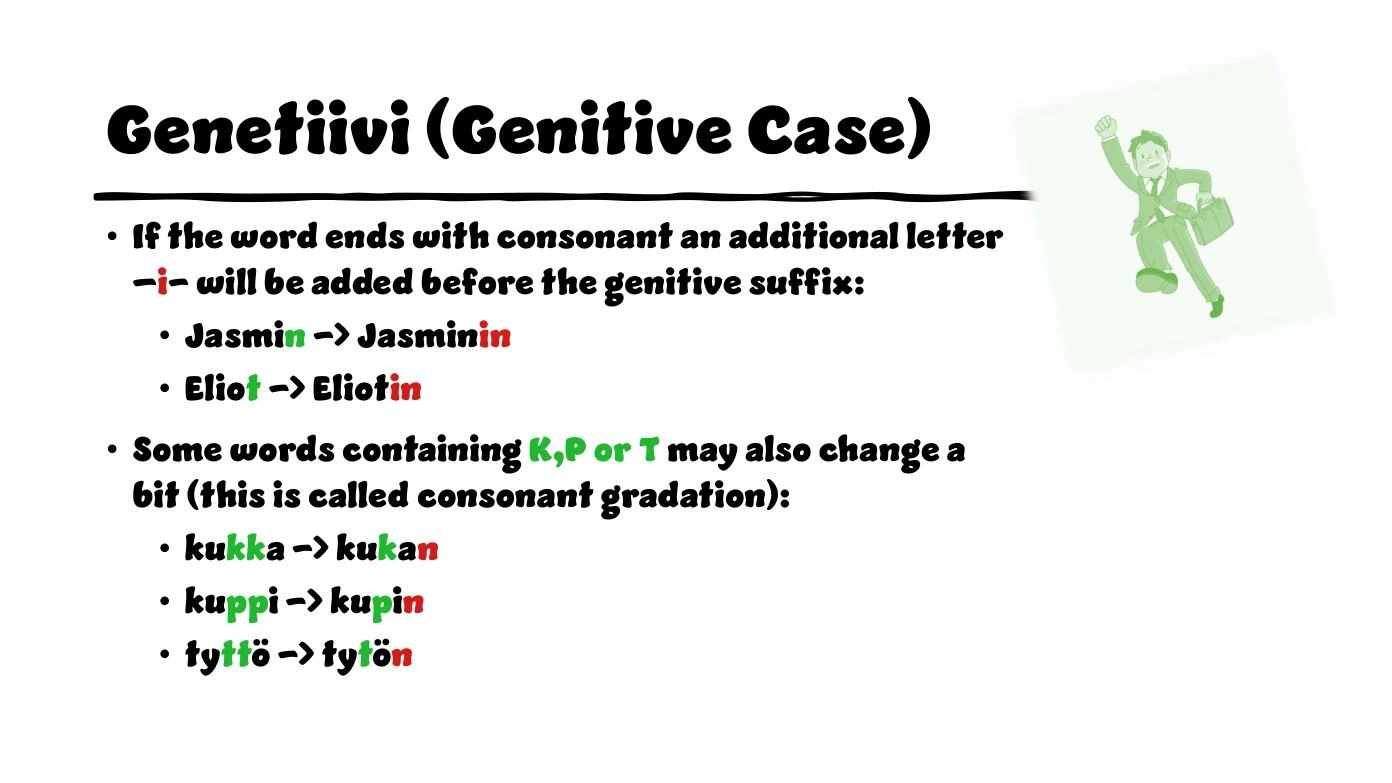 Genetiivi (Genitive Case)
• If the word ends with consonant an additional letter
–i– will be added before the genitive suffix:
• Jasmin –> Jasminin
• Eliot –> Eliotin
• Some words containing K,P or T may also change a
bit (this is called consonant gradation):
• kukka –> kukan
• kuppi –> kupin
• tyttö –> tytön